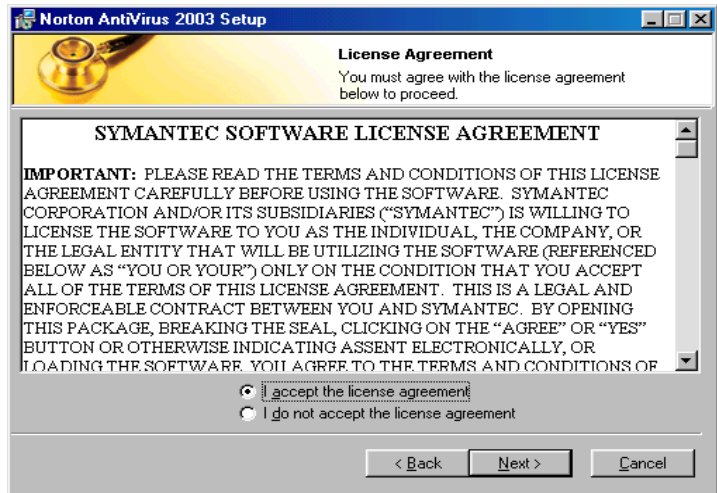 Norton AntiVirus 2003 Setup
License Agreement
You must agree with the license agreement
below to proceed.
SYMANTEC SOFTWARE LICENSE AGREEMENT
IMPORTANT: PLEASE READ THE TERMS AND CONDITIONS OF THIS LICENSE
AGREEMENT CAREFULLY BEFORE USING THE SOFTWARE. SYMANTEC
CORPORATION AND/OR ITS SUBSIDIARIES (“SYMANTEC”) IS WILLING TO
LICENSE THE SOFTWARE TO YOU AS THE INDIVIDUAL, THE COMPANY, OR
THE LEGAL ENTITY THAT WILL BE UTILIZING THE SOFTWARE (REFERENCED
BELOW AS “YOU OR YOUR”) ONLY ON THE CONDITION THAT YOU ACCEPT
ALL OF THE TERMS OF THIS LICENSE AGREEMENT. THIS IS A LEGAL AND
ENFORCEABLE CONTRACT BETWEEN YOU AND SYMANTEC. BY OPENING
THIS PACKAGE, BREAKING THE SEAL, CLICKING ON THE “AGREE” OR “YES”
BUTTON OR OTHERWISE INDICATING ASSENT ELECTRONICALLY, OR
LOADING THE SOFTWARE, YOU AGREE TO THE TERMS AND CONDITIONS OF
I accept the license agreement
I do not accept the license agreement
< Back
Next >
Cancel